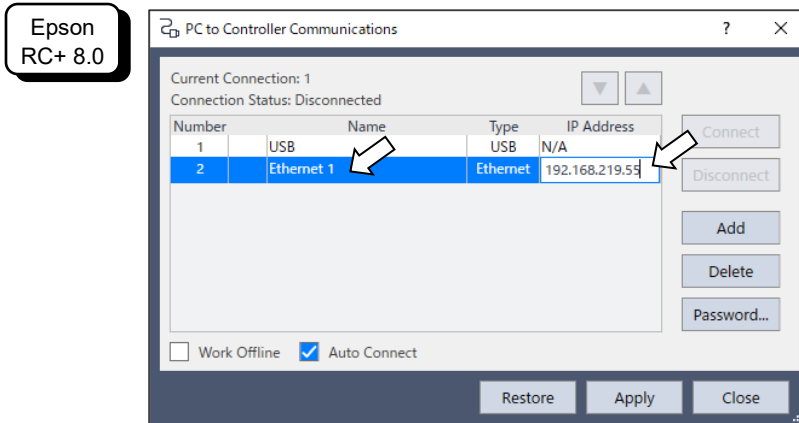 Epson
RC+ 8.0
PC to Controller Communications
Current Connection: 1
Connection Status: Disconnected
Number Name Type IP Address
1 USB USB N/A
2 Ethernet 1 Ethernet 192.168.219.55
Connect
Disconnect
Add
Delete
Password...
Work Offline Auto Connect
Restore Apply Close